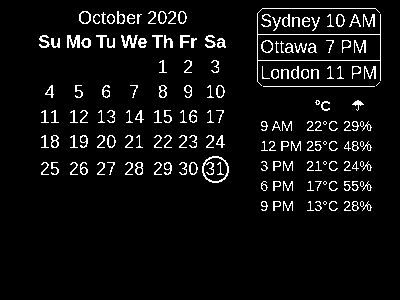 October 2020
Su Mo Tu We Th Fr Sa
1 2 3
4 5 6 7 8 9 10
11 12 13 14 15 16 17
18 19 20 21 22 23 24
25 26 27 28 29 30 31
Sydney 10 AM
Ottawa 7 PM
London 11 PM
°C ☂
9 AM 22°C 29%
12 PM 25°C 48%
3 PM 21°C 24%
6 PM 17°C 55%
9 PM 13°C 28%